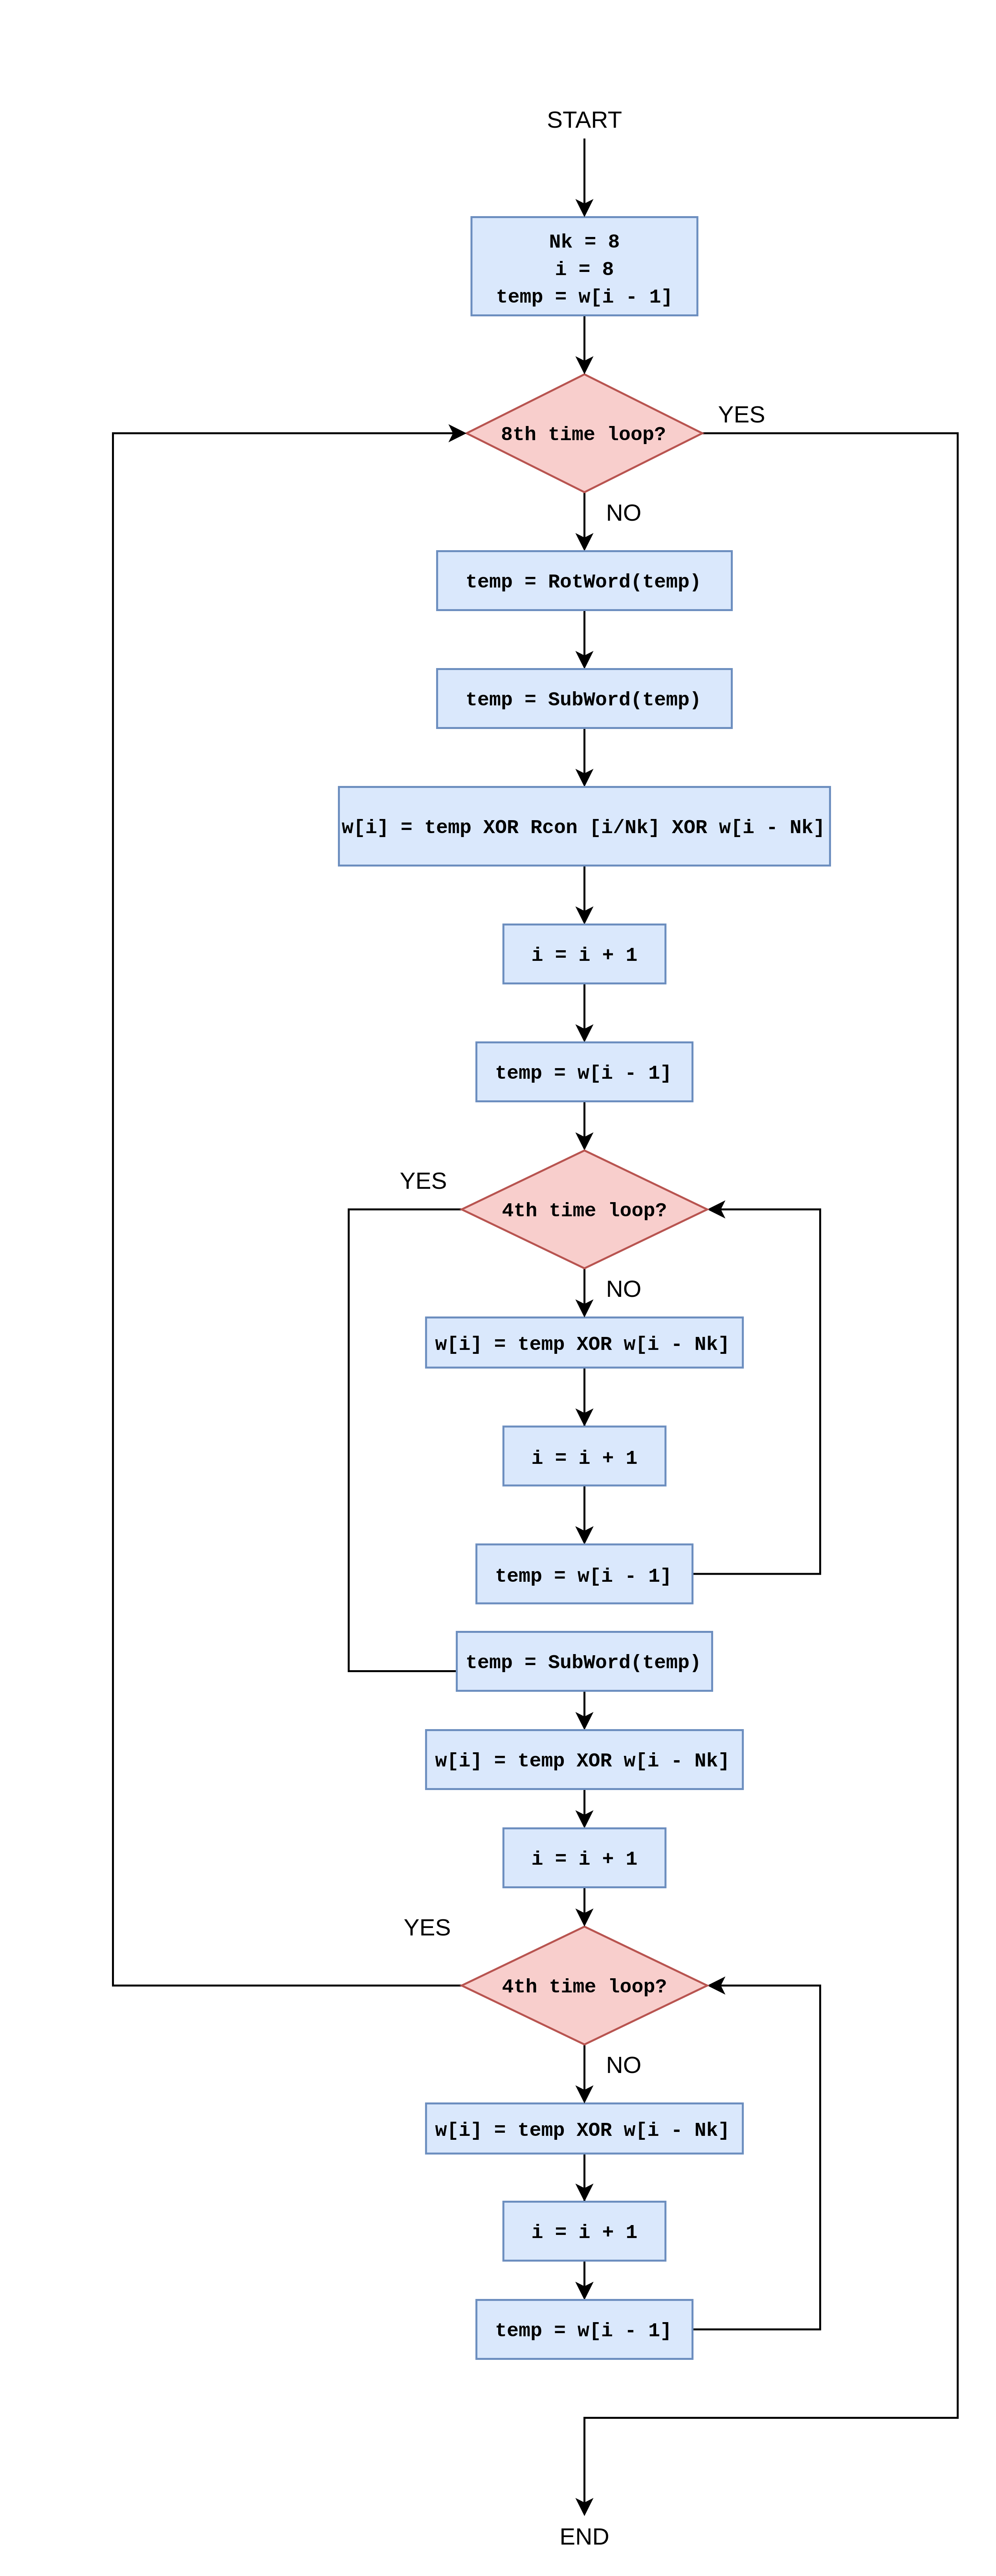 START
Nk = 8
i = 8
temp = w[i - 1]
8th time loop?
YES
NO
temp = RotWord(temp)
temp = SubWord(temp)
w[i] = temp XOR Rcon [i/Nk] XOR w[i - Nk]
i = i + 1
temp = w[i - 1]
YES
4th time loop?
NO
w[i] = temp XOR w[i - Nk]
i = i + 1
temp = w[i - 1]
temp = SubWord(temp)
w[i] = temp XOR w[i - Nk]
i = i + 1
YES
4th time loop?
NO
w[i] = temp XOR w[i - Nk]
i = i + 1
temp = w[i - 1]
END